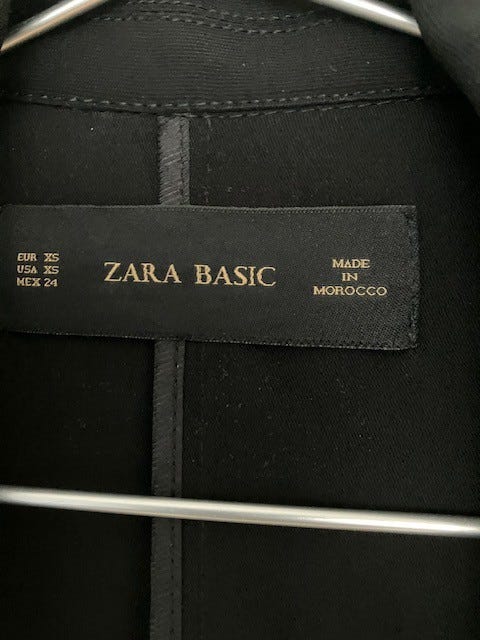 EUR XS
USA XS
MEX 24
ZARA BASIC
MADE
IN
MOROCCO